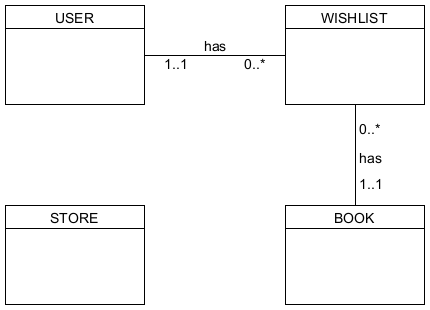 USER
WISHLIST
has
1..1
0..*
0..*
has
1..1
STORE
BOOK